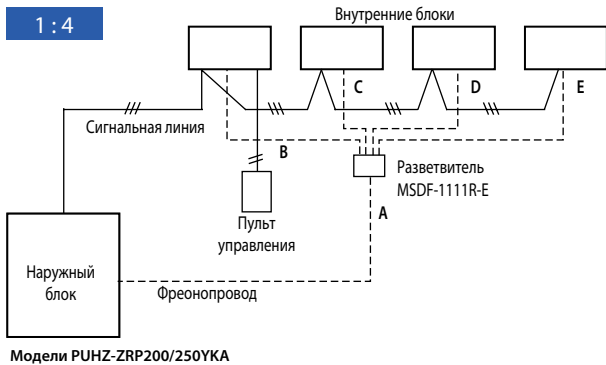 1 : 4
Внутренние блоки
C
D
E
Сигнальная линия
B
Разветвитель
MSDF-1111R-E
A
Пульт
управления
Наружный
блок
Фреонопровод
Модели PUHZ-ZRP200/250YKA